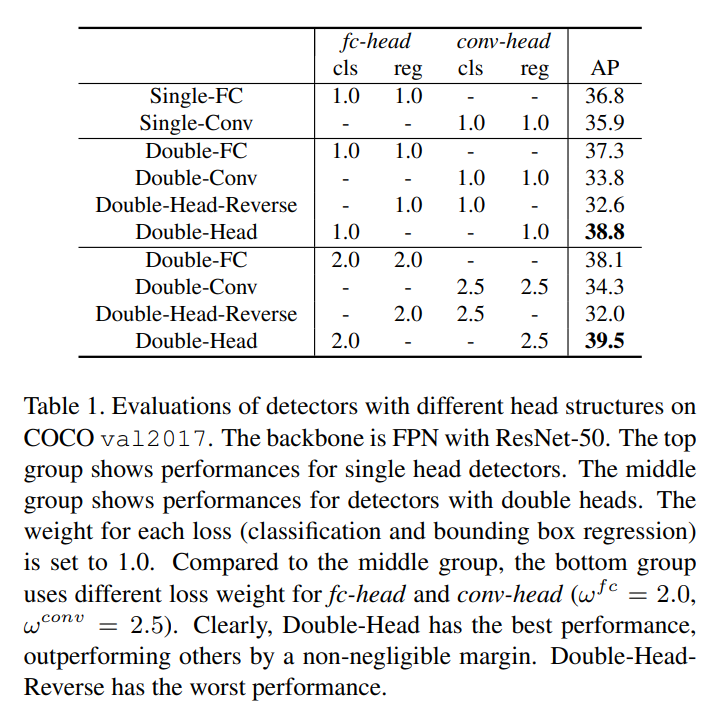 fc-head conv-head
cls reg cls reg AP
Single-FC 1.0 1.0 - - 36.8
Single-Conv - - 1.0 1.0 35.9
Double-FC 1.0 1.0 - - 37.3
Double-Conv - - 1.0 1.0 33.8
Double-Head-Reverse - 1.0 1.0 - 32.6
Double-Head 1.0 - - 1.0 38.8
Double-FC 2.0 2.0 - - 38.1
Double-Conv - - 2.5 2.5 34.3
Double-Head-Reverse - 2.0 2.5 - 32.0
Double-Head 2.0 - - 2.5 39.5
Table 1. Evaluations of detectors with different head structures on
COCO val2017. The backbone is FPN with ResNet-50. The top
group shows performances for single head detectors. The middle
group shows performances for detectors with double heads. The
weight for each loss (classification and bounding box regression)
is set to 1.0. Compared to the middle group, the bottom group
uses different loss weight for fc-head and conv-head (ω^{fc} = 2.0,
ω^{conv} = 2.5). Clearly, Double-Head has the best performance,
outperforming others by a non-negligible margin. Double-Head-
Reverse has the worst performance.